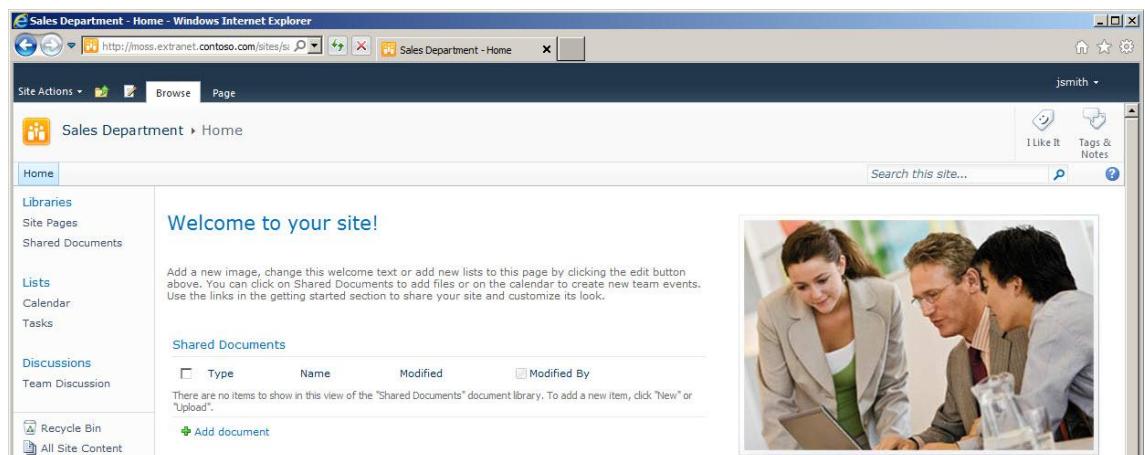 Sales Department - Home - Windows Internet Explorer
http://moss.extranet.contoso.com/sites/s
Sales Department - Home
jsmith
Site Actions
Browse
Page
Sales Department
Home
I Like It
Tags & Notes
Home
Search this site...
Libraries
Site Pages
Shared Documents
Lists
Calendar
Tasks
Discussions
Team Discussion
Recycle Bin
All Site Content
Welcome to your site!
Add a new image, change this welcome text or add new lists to this page by clicking the edit button
above. You can click on Shared Documents to add files or on the calendar to create new team events.
Use the links in the getting started section to share your site and customize its look.
Shared Documents
Type Name Modified Modified By
There are no items to show in this view of the "Shared Documents" document library. To add a new item, click "New" or
"Upload".
Add document